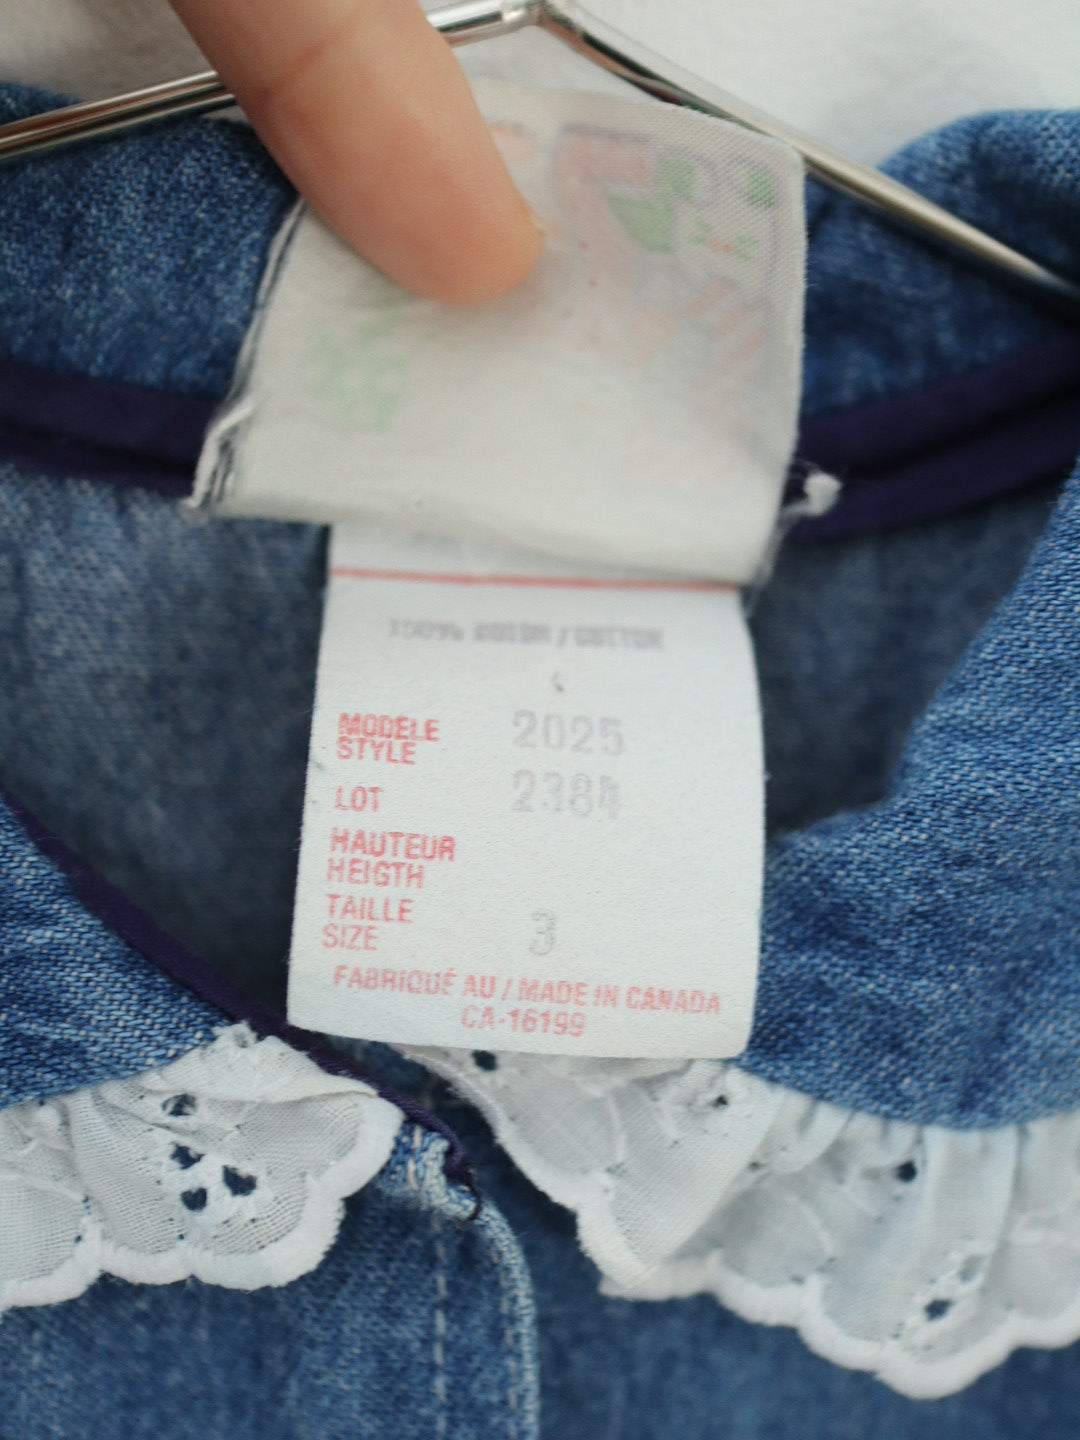 100% COTON / COTTON
MODÈLE 2025
STYLE
LOT 2384
HAUTEUR
HEIGTH
TAILLE
SIZE 3
FABRIQUÉ AU / MADE IN CANADA
CA-16199